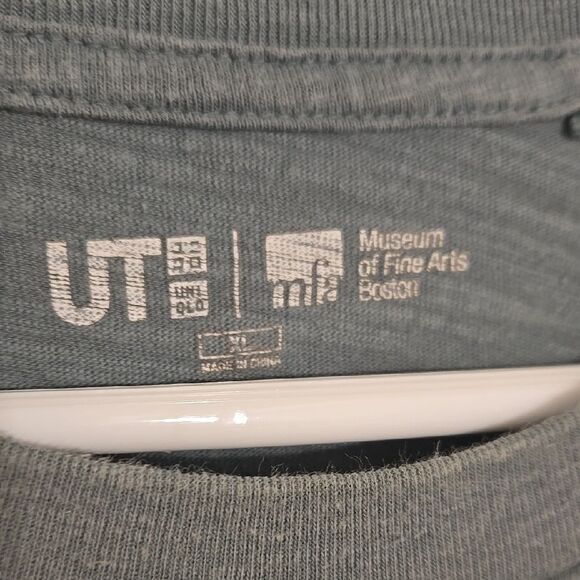 UT
ユニ
クロ
UNI
QLO
mfa
Museum
of Fine Arts
Boston
XL
MADE IN CHINA